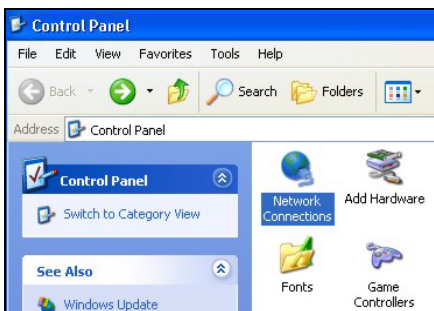 Control Panel
File Edit View Favorites Tools Help
Back Search Folders
Address Control Panel
Control Panel
Switch to Category View
See Also
Windows Update
Network Connections
Add Hardware
Fonts
Game Controllers